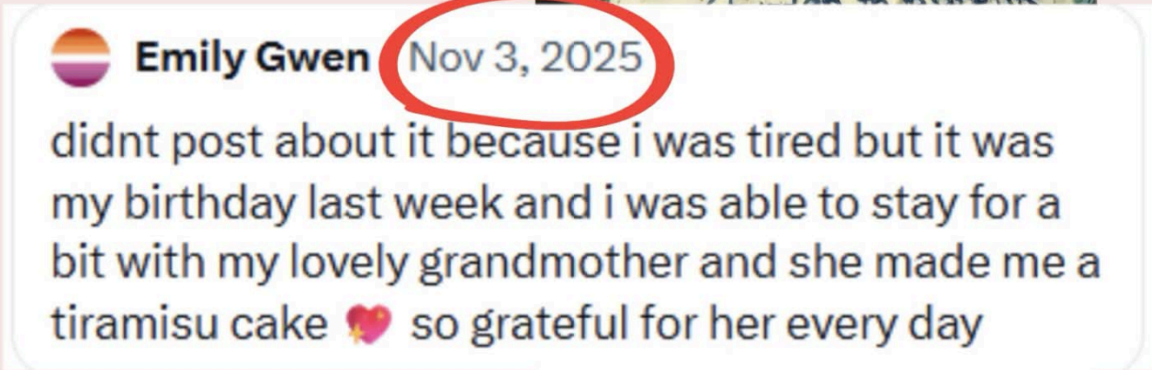 Emily Gwen Nov 3, 2025
didnt post about it because i was tired but it was
my birthday last week and i was able to stay for a
bit with my lovely grandmother and she made me a
tiramisu cake 💖 so grateful for her every day